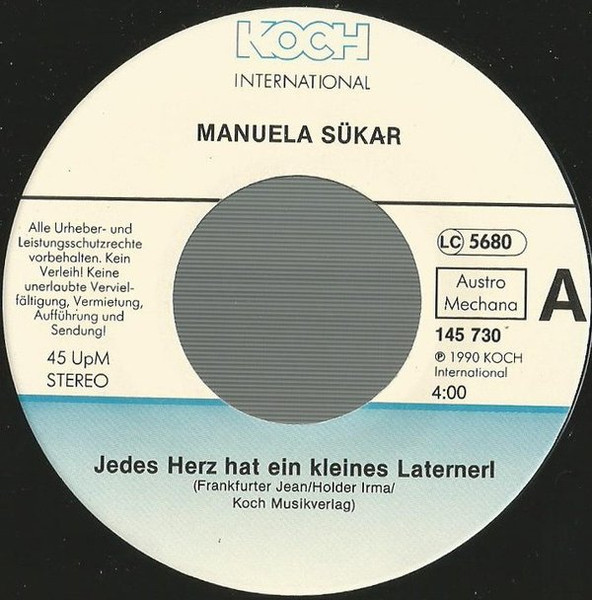 KOCH
INTERNATIONAL
MANUELA SÜKAR
Alle Urheber- und
Leistungsschutzrechte
vorbehalten. Kein
Verleih! Keine
unerlaubte Verviel-
fältigung, Vermietung,
Aufführung und
Sendung!
45 UpM
STEREO
LC 5680
Austro
Mechana
A
145 730
℗ 1990 KOCH
International
4:00
Jedes Herz hat ein kleines Laternerl
(Frankfurter Jean/Holder Irma/
Koch Musikverlag)